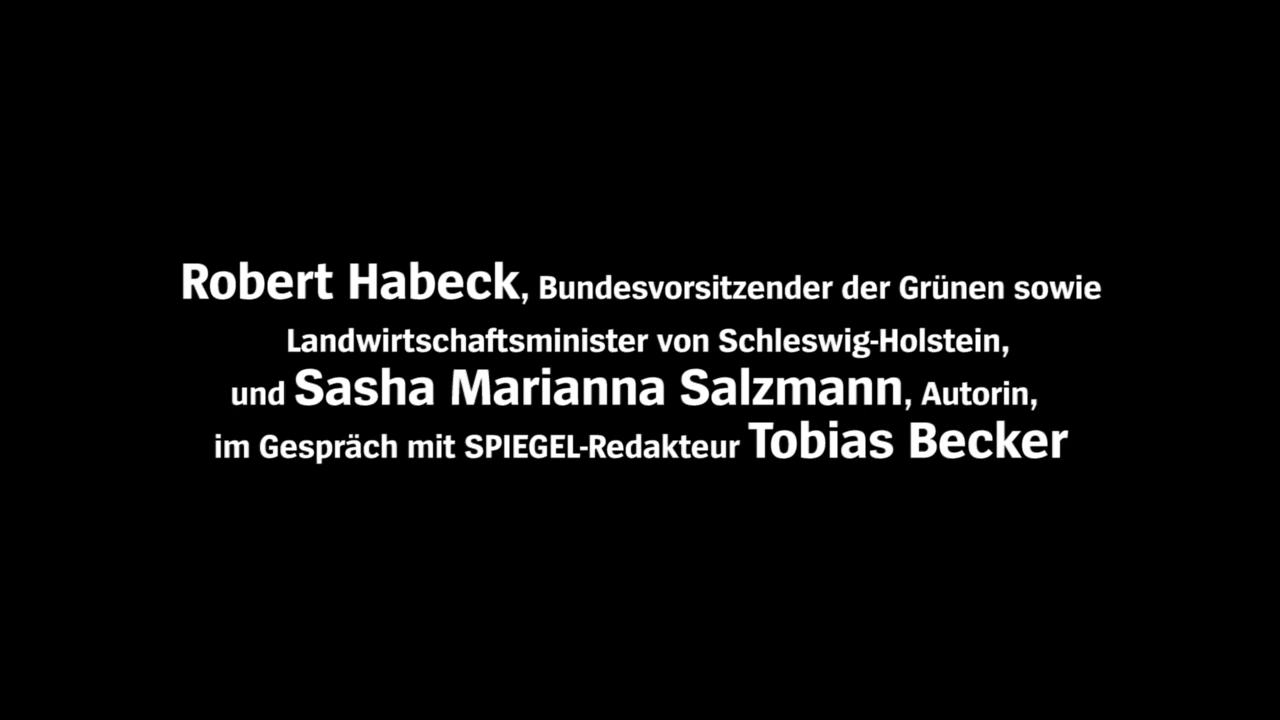 Robert Habeck, Bundesvorsitzender der Grünen sowie
Landwirtschaftsminister von Schleswig-Holstein,
und Sasha Marianna Salzmann, Autorin,
im Gespräch mit SPIEGEL-Redakteur Tobias Becker